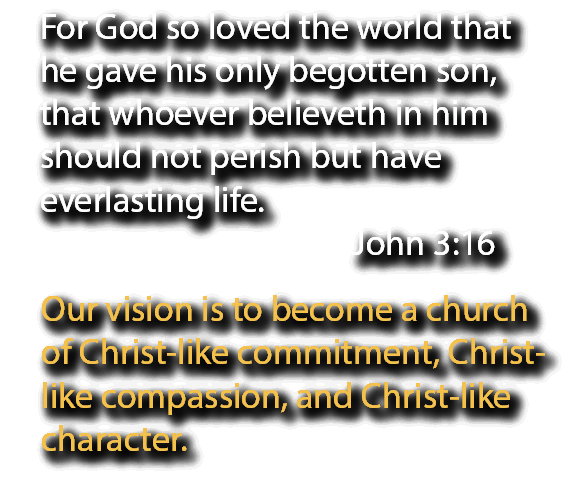 For God so loved the world that
he gave his only begotten son,
that whoever believeth in him
should not perish but have
everlasting life.
John 3:16
Our vision is to become a church
of Christ-like commitment, Christ-
like compassion, and Christ-like
character.